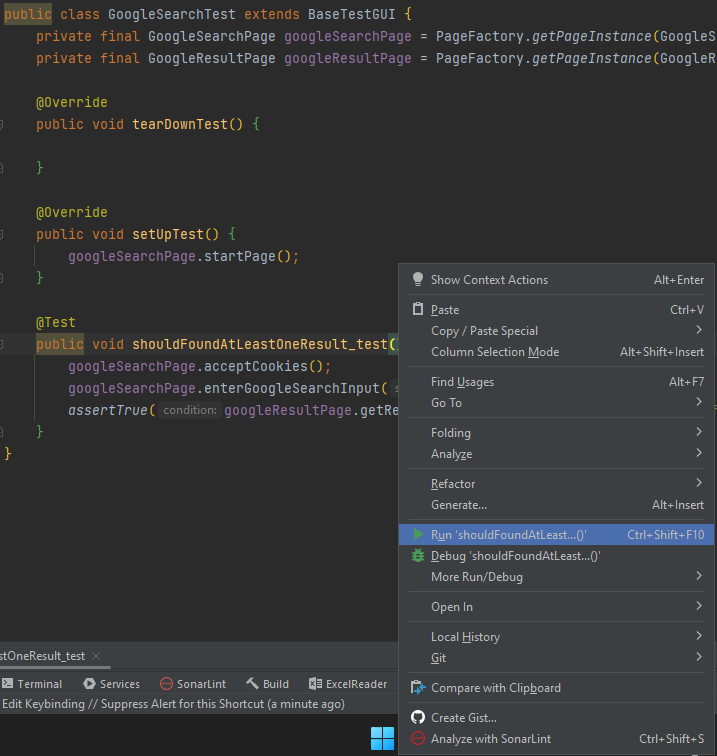 public class GoogleSearchTest extends BaseTestGUI {
private final GoogleSearchPage googleSearchPage = PageFactory.getPageInstance(GoogleS
private final GoogleResultPage googleResultPage = PageFactory.getPageInstance(GoogleR
@Override
public void tearDownTest() {
}
@Override
public void setUpTest() {
googleSearchPage.startPage();
}
@Test
public void shouldFoundAtLeastOneResult_test()
googleSearchPage.acceptCookies();
googleSearchPage.enterGoogleSearchInput( s
assertTrue( condition: googleResultPage.getRe
}
}
Show Context Actions Alt+Enter
Paste Ctrl+V
Copy / Paste Special
Column Selection Mode Alt+Shift+Insert
Find Usages Alt+F7
Go To
Folding
Analyze
Refactor
Generate... Alt+Insert
Run 'shouldFoundAtLeast...()' Ctrl+Shift+F10
Debug 'shouldFoundAtLeast...()'
More Run/Debug
Open In
Local History
Git
Compare with Clipboard
Create Gist...
Analyze with SonarLint Ctrl+Shift+S
stOneResult_test
Terminal Services SonarLint Build ExcelReader
Edit Keybinding // Suppress Alert for this Shortcut (a minute ago)